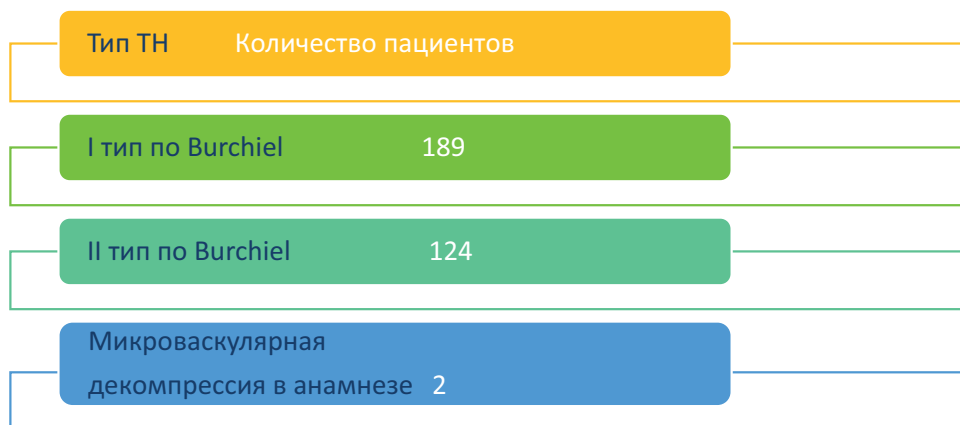 Тип ТН Количество пациентов
I тип по Burchiel 189
II тип по Burchiel 124
Микроваскулярная
декомпрессия в анамнезе 2